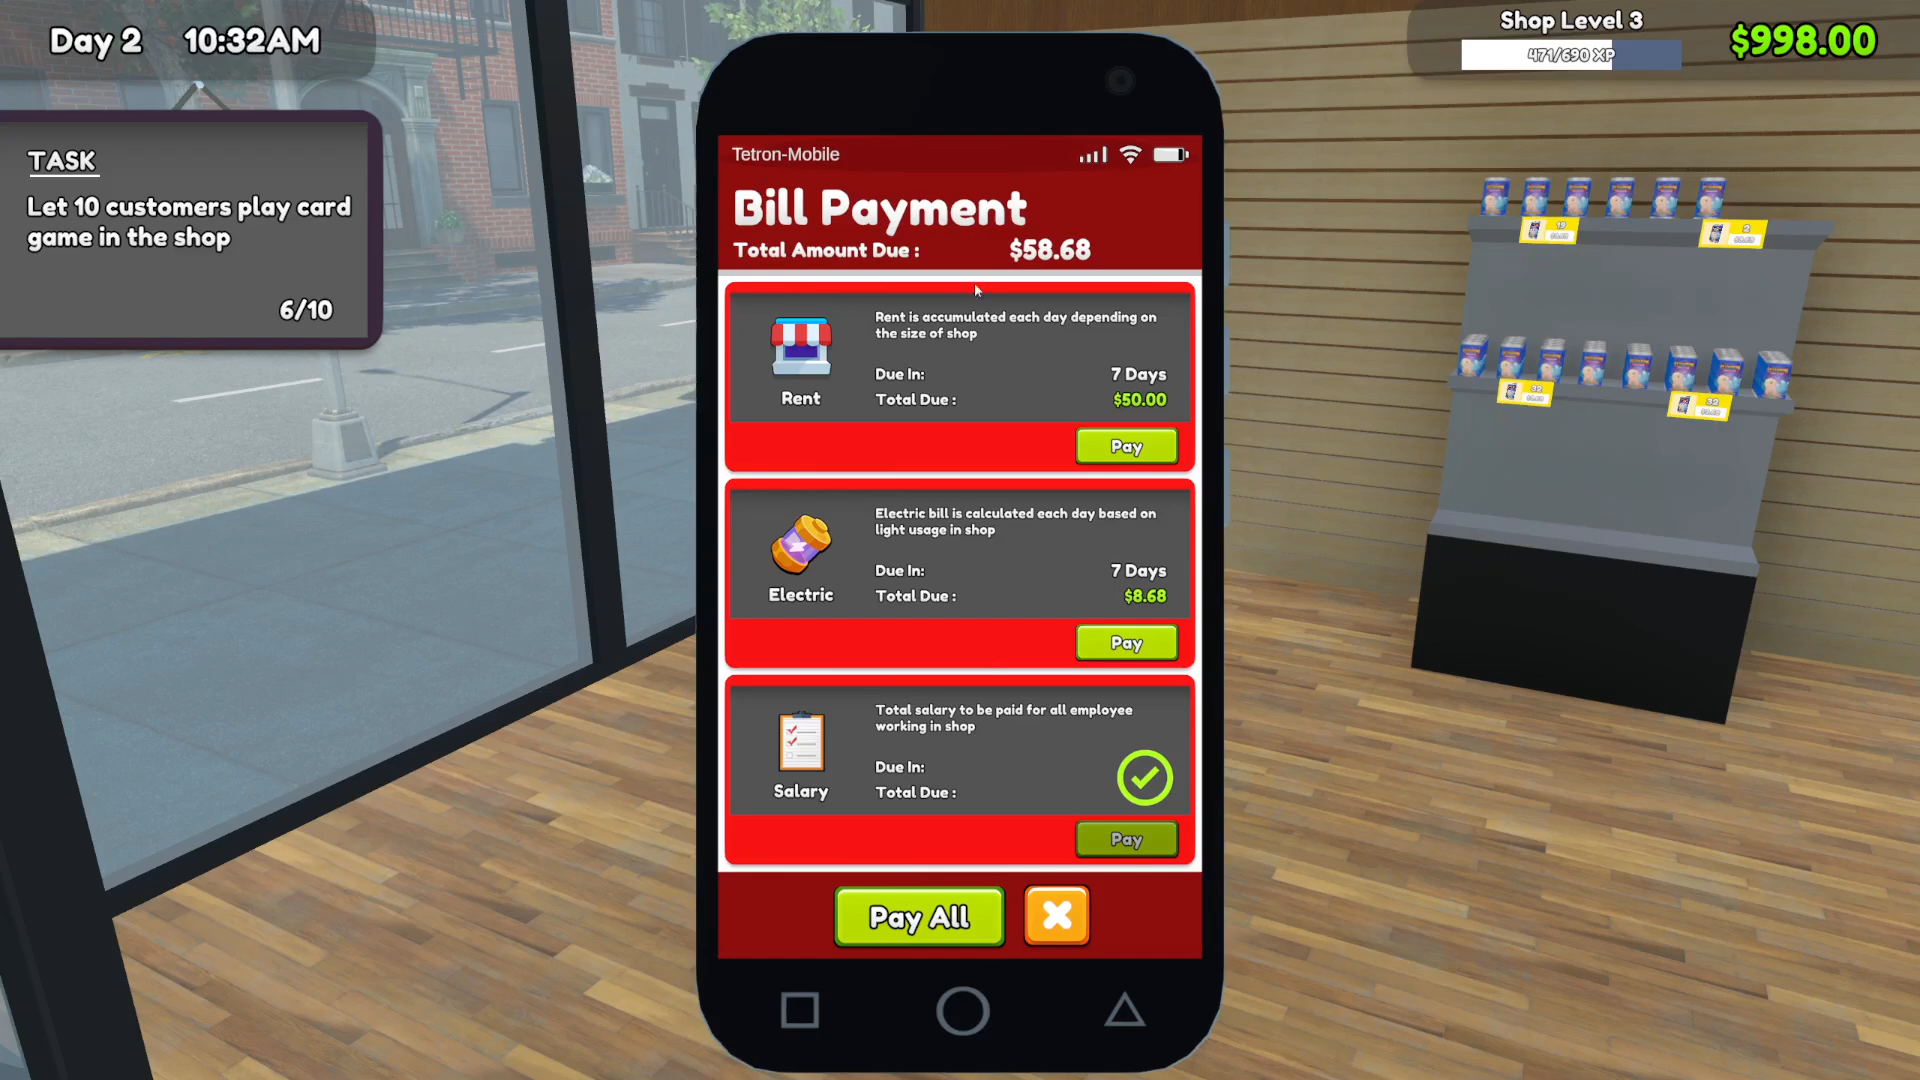 Day 2 10:32AM
Shop Level 3
471/690 XP
$998.00
TASK
Let 10 customers play card
game in the shop
6/10
Tetron-Mobile
Bill Payment
Total Amount Due : $58.68
Rent is accumulated each day depending on
the size of shop
Due In: 7 Days
Total Due : $50.00
Rent
Pay
Electric bill is calculated each day based on
light usage in shop
Due In: 7 Days
Total Due : $8.68
Electric
Pay
Total salary to be paid for all employee
working in shop
Due In:
Total Due :
Salary
Pay
Pay All
2
32
32